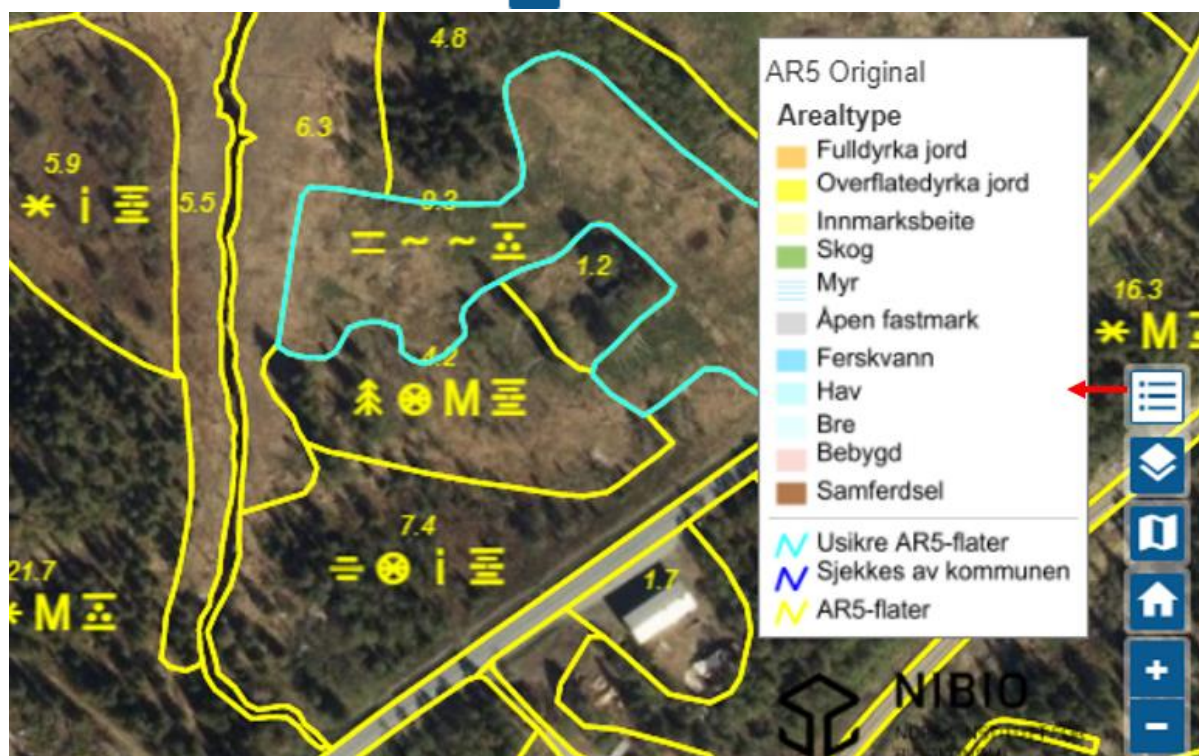 4.8
6.3
5.9
i
5.5
9.3
1.2
16.3
M
4.2
M
7.4
i
21.7
M
1.7
AR5 Original
Arealtype
Fulldyrka jord
Overflatedyrka jord
Innmarksbeite
Skog
Myr
Åpen fastmark
Ferskvann
Hav
Bre
Bebygd
Samferdsel
Usikre AR5-flater
Sjekkes av kommunen
AR5-flater
NIBIO